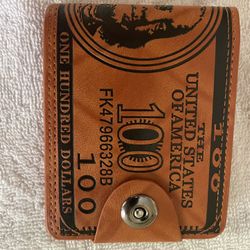 100
THE
UNITED STATES
OF AMERICA
100
FK47966328B
100
ONE HUNDRED DOLLARS